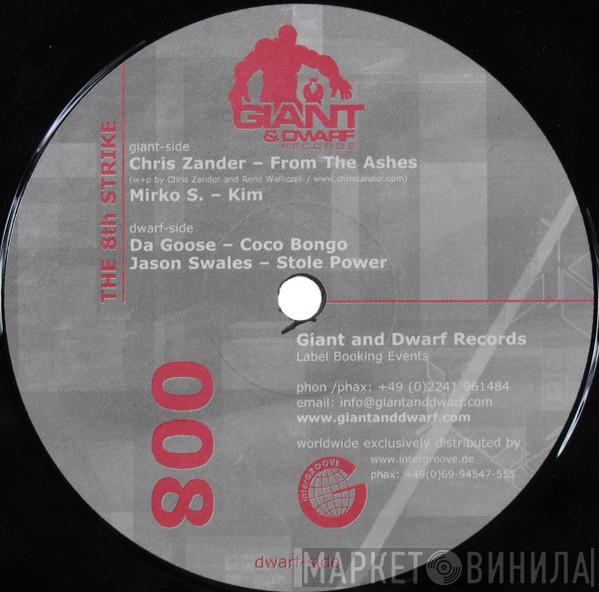 GIANT
& DWARF
RECORDS
THE 8th STRIKE
giant-side
Chris Zander – From The Ashes
(w+p by Chris Zander and Rene Walliczek / www.chriszander.com)
Mirko S. – Kim
dwarf-side
Da Goose – Coco Bongo
Jason Swales – Stole Power
Giant and Dwarf Records
Label Booking Events
phon /phax: +49 (0)2241 961484
email: info@giantanddwarf.com
www.giantanddwarf.com
worldwide exclusively distributed by
www.intergroove.de
phax: +49(0)69-94547-555
interGROOVE
008
dwarf-side
МАРКЕТ ВИНИЛА